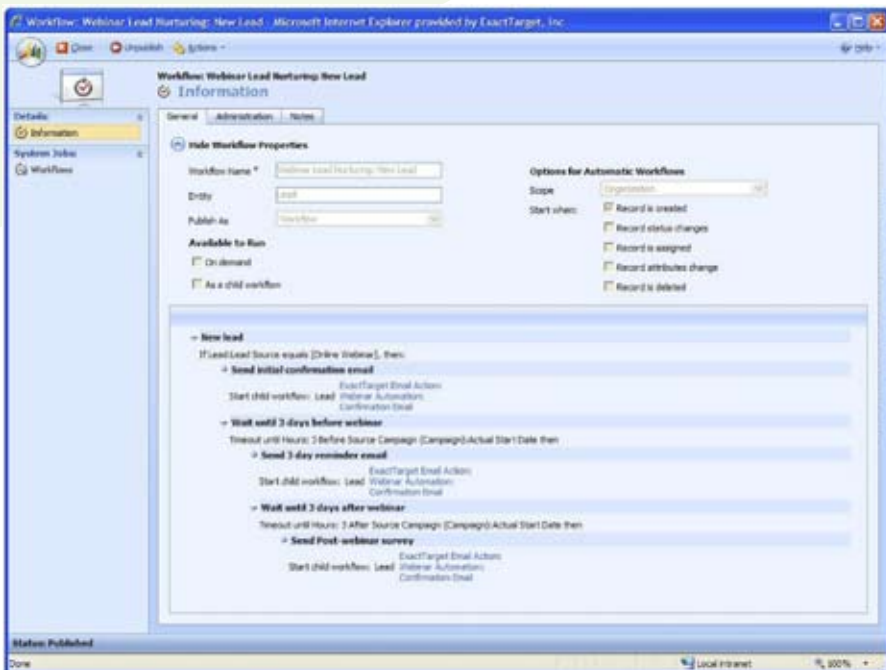 Workflow: Webinar Lead Nurturing: New Lead - Microsoft Internet Explorer provided by ExactTarget, Inc.
Close Unpublish Actions Help
Workflow: Webinar Lead Nurturing: New Lead
Information
Details:
Information
System Jobs:
Workflows
General Administration Notes
Hide Workflow Properties
Workflow Name * Webinar Lead Nurturing: New Lead
Entity Lead
Publish As Workflow
Available to Run
On demand
As a child workflow
Options for Automatic Workflows
Scope Organization
Start when: Record is created
Record status changes
Record is assigned
Record attributes change
Record is deleted
New lead
If Lead:Lead Source equals [Online Webinar], then:
Send initial confirmation email
Start child workflow: Lead ExactTarget Email Action:
Webinar Automation:
Confirmation Email
Wait until 3 days before webinar
Timeout until Hours: 3 Before Source Campaign (Campaign):Actual Start Date then
Send 3 day reminder email
Start child workflow: Lead ExactTarget Email Action:
Webinar Automation:
Confirmation Email
Wait until 3 days after webinar
Timeout until Hours: 3 After Source Campaign (Campaign):Actual Start Date then
Send Post-webinar survey
Start child workflow: Lead ExactTarget Email Action:
Webinar Automation:
Confirmation Email
Status: Published
Done Local intranet 100%